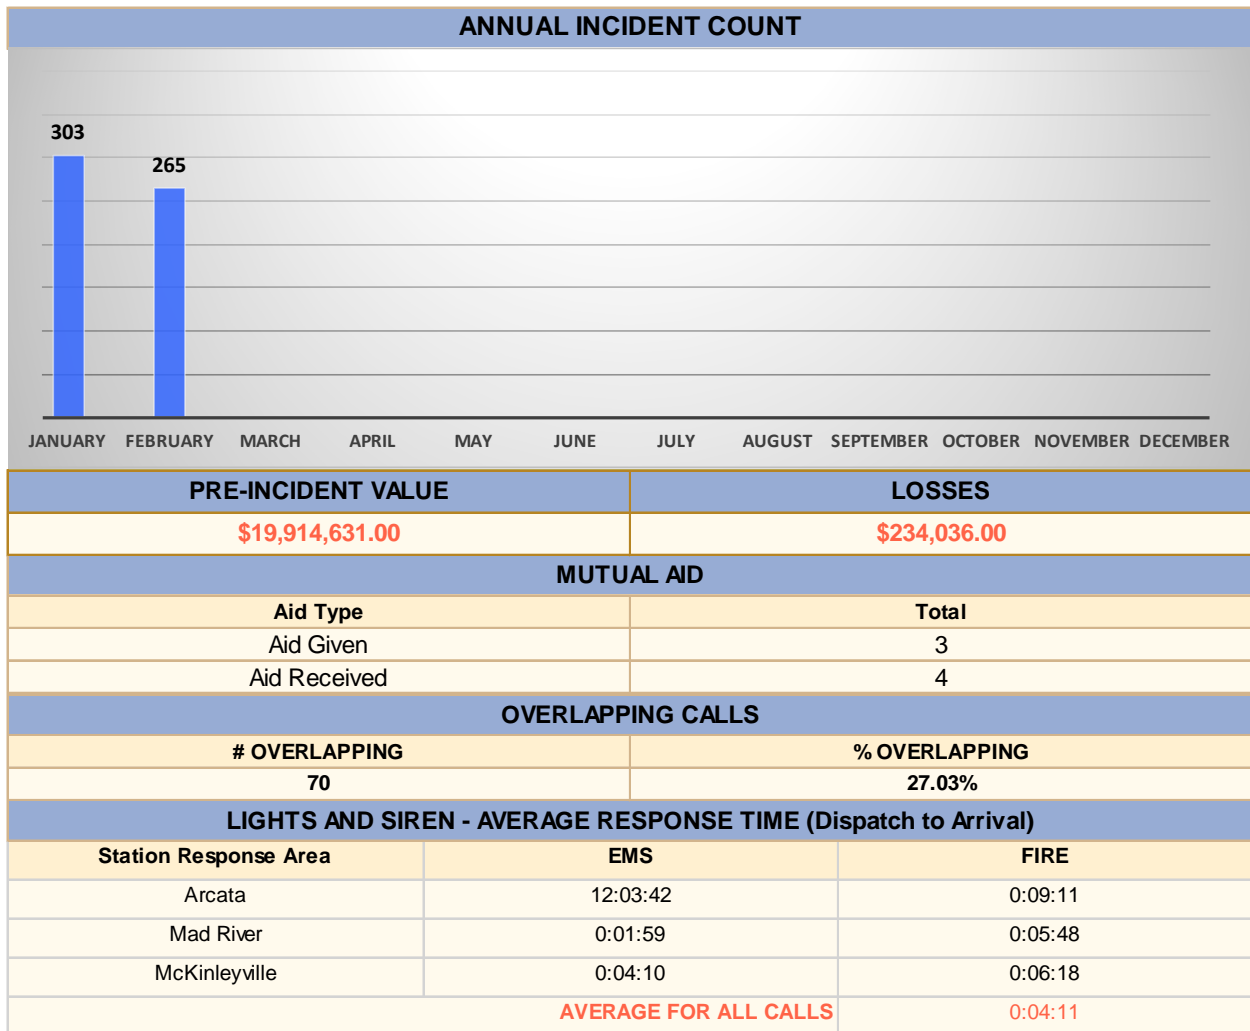 ANNUAL INCIDENT COUNT
303
265
JANUARY FEBRUARY MARCH APRIL MAY JUNE JULY AUGUST SEPTEMBER OCTOBER NOVEMBER DECEMBER
PRE-INCIDENT VALUE LOSSES
$19,914,631.00 $234,036.00
MUTUAL AID
Aid Type Total
Aid Given 3
Aid Received 4
OVERLAPPING CALLS
# OVERLAPPING % OVERLAPPING
70 27.03%
LIGHTS AND SIREN - AVERAGE RESPONSE TIME (Dispatch to Arrival)
Station Response Area EMS FIRE
Arcata 12:03:42 0:09:11
Mad River 0:01:59 0:05:48
McKinleyville 0:04:10 0:06:18
AVERAGE FOR ALL CALLS 0:04:11